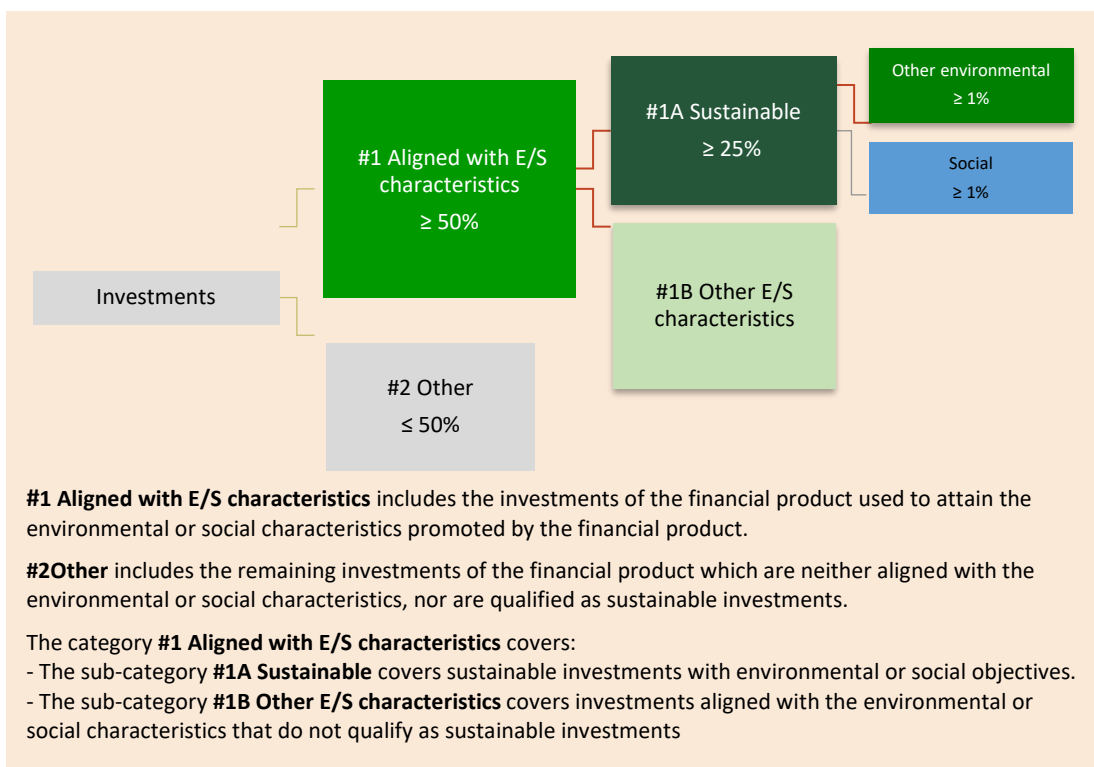 Other environmental
≥ 1%
#1A Sustainable
≥ 25%
#1 Aligned with E/S
characteristics
≥ 50%
Social
≥ 1%
Investments
#1B Other E/S
characteristics
#2 Other
≤ 50%
#1 Aligned with E/S characteristics includes the investments of the financial product used to attain the
environmental or social characteristics promoted by the financial product.
#2Other includes the remaining investments of the financial product which are neither aligned with the
environmental or social characteristics, nor are qualified as sustainable investments.
The category #1 Aligned with E/S characteristics covers:
- The sub-category #1A Sustainable covers sustainable investments with environmental or social objectives.
- The sub-category #1B Other E/S characteristics covers investments aligned with the environmental or
social characteristics that do not qualify as sustainable investments